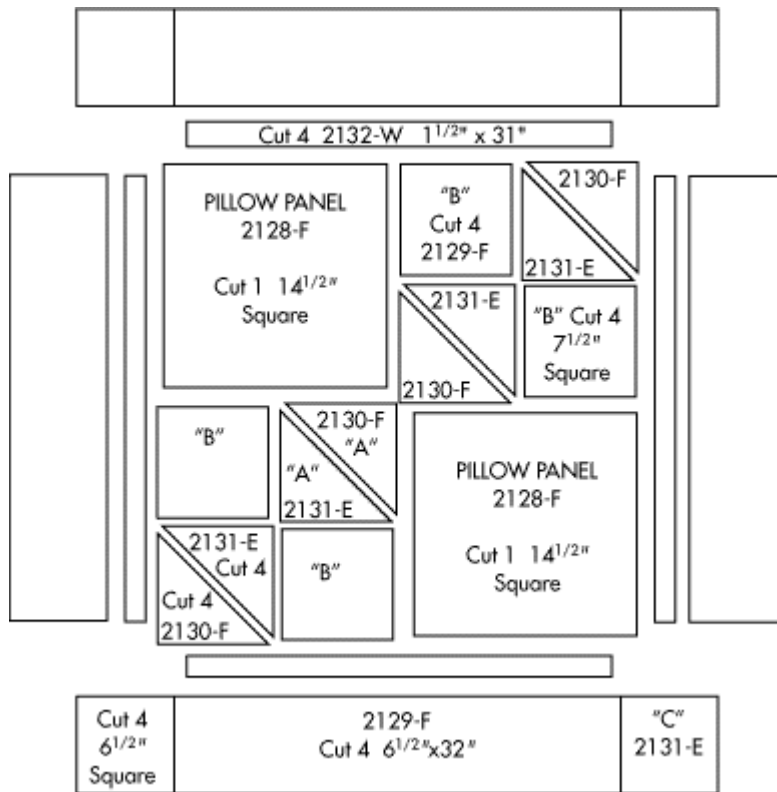 Cut 4 2132-W 1 1/2" x 31"
PILLOW PANEL
2128-F
Cut 1 14 1/2"
Square
"B"
Cut 4
2129-F
2130-F
2131-E
2131-E
2130-F
"B" Cut 4
7 1/2"
Square
"B"
2130-F
"A"
"A"
2131-E
PILLOW PANEL
2128-F
Cut 1 14 1/2"
Square
2131-E
Cut 4
Cut 4
2130-F
"B"
Cut 4
6 1/2"
Square
2129-F
Cut 4 6 1/2"x32"
"C"
2131-E